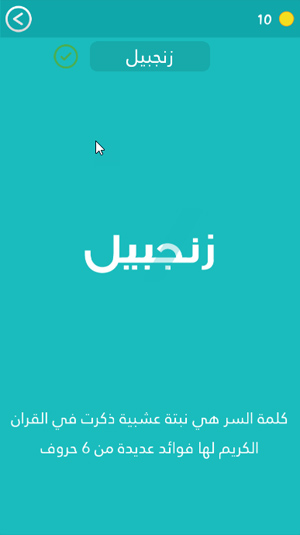 10
زنجبيل
زنجبيل
كلمة السر هي نبتة عشبية ذكرت في القران
الكريم لها فوائد عديدة من 6 حروف